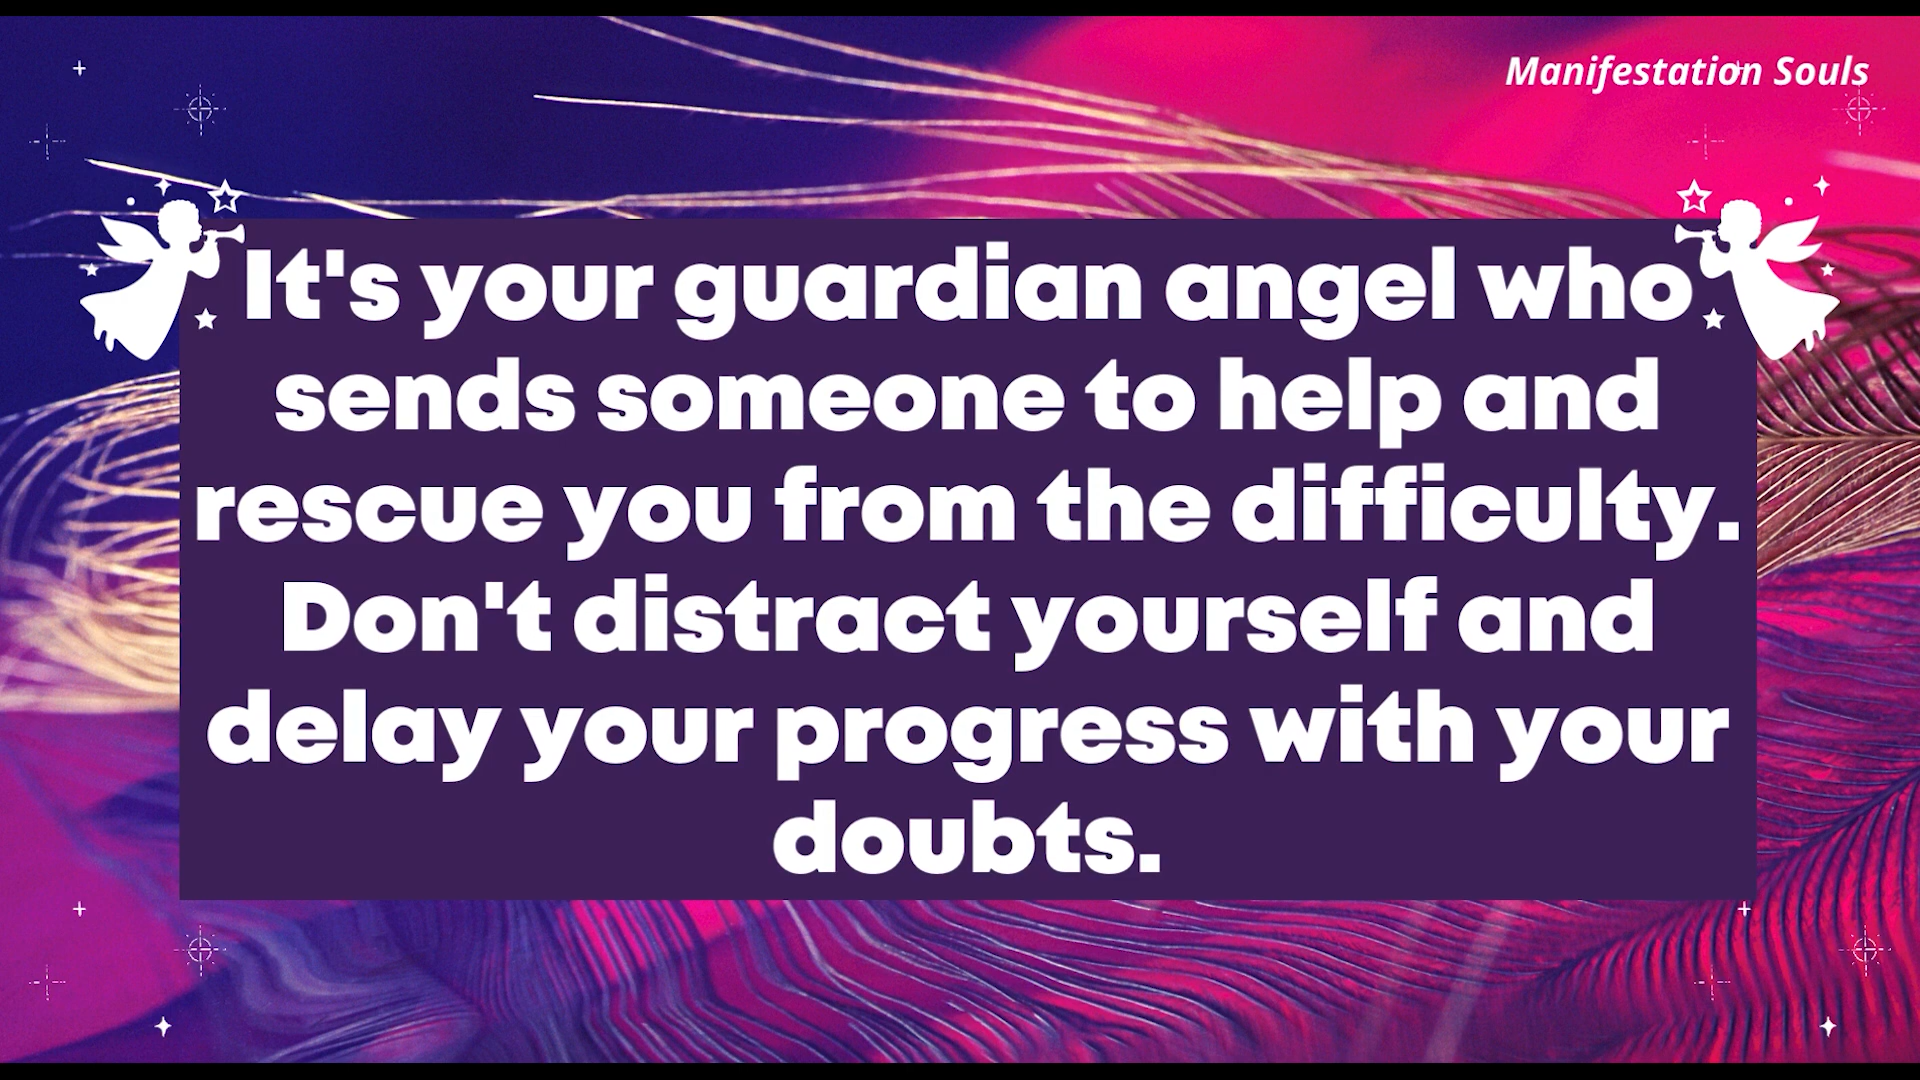 Manifestation Souls
It's your guardian angel who
sends someone to help and
rescue you from the difficulty.
Don't distract yourself and
delay your progress with your
doubts.